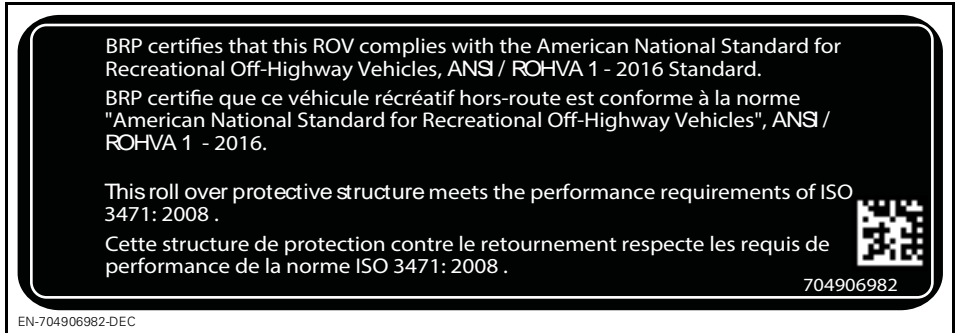 BRP certifies that this ROV complies with the American National Standard for
Recreational Off-Highway Vehicles, ANSI / ROHVA 1 - 2016 Standard.
BRP certifie que ce véhicule récréatif hors-route est conforme à la norme
"American National Standard for Recreational Off-Highway Vehicles", ANSI /
ROHVA 1 - 2016.
This roll over protective structure meets the performance requirements of ISO
3471: 2008 .
Cette structure de protection contre le retournement respecte les requis de
performance de la norme ISO 3471: 2008 .
704906982
EN-704906982-DEC